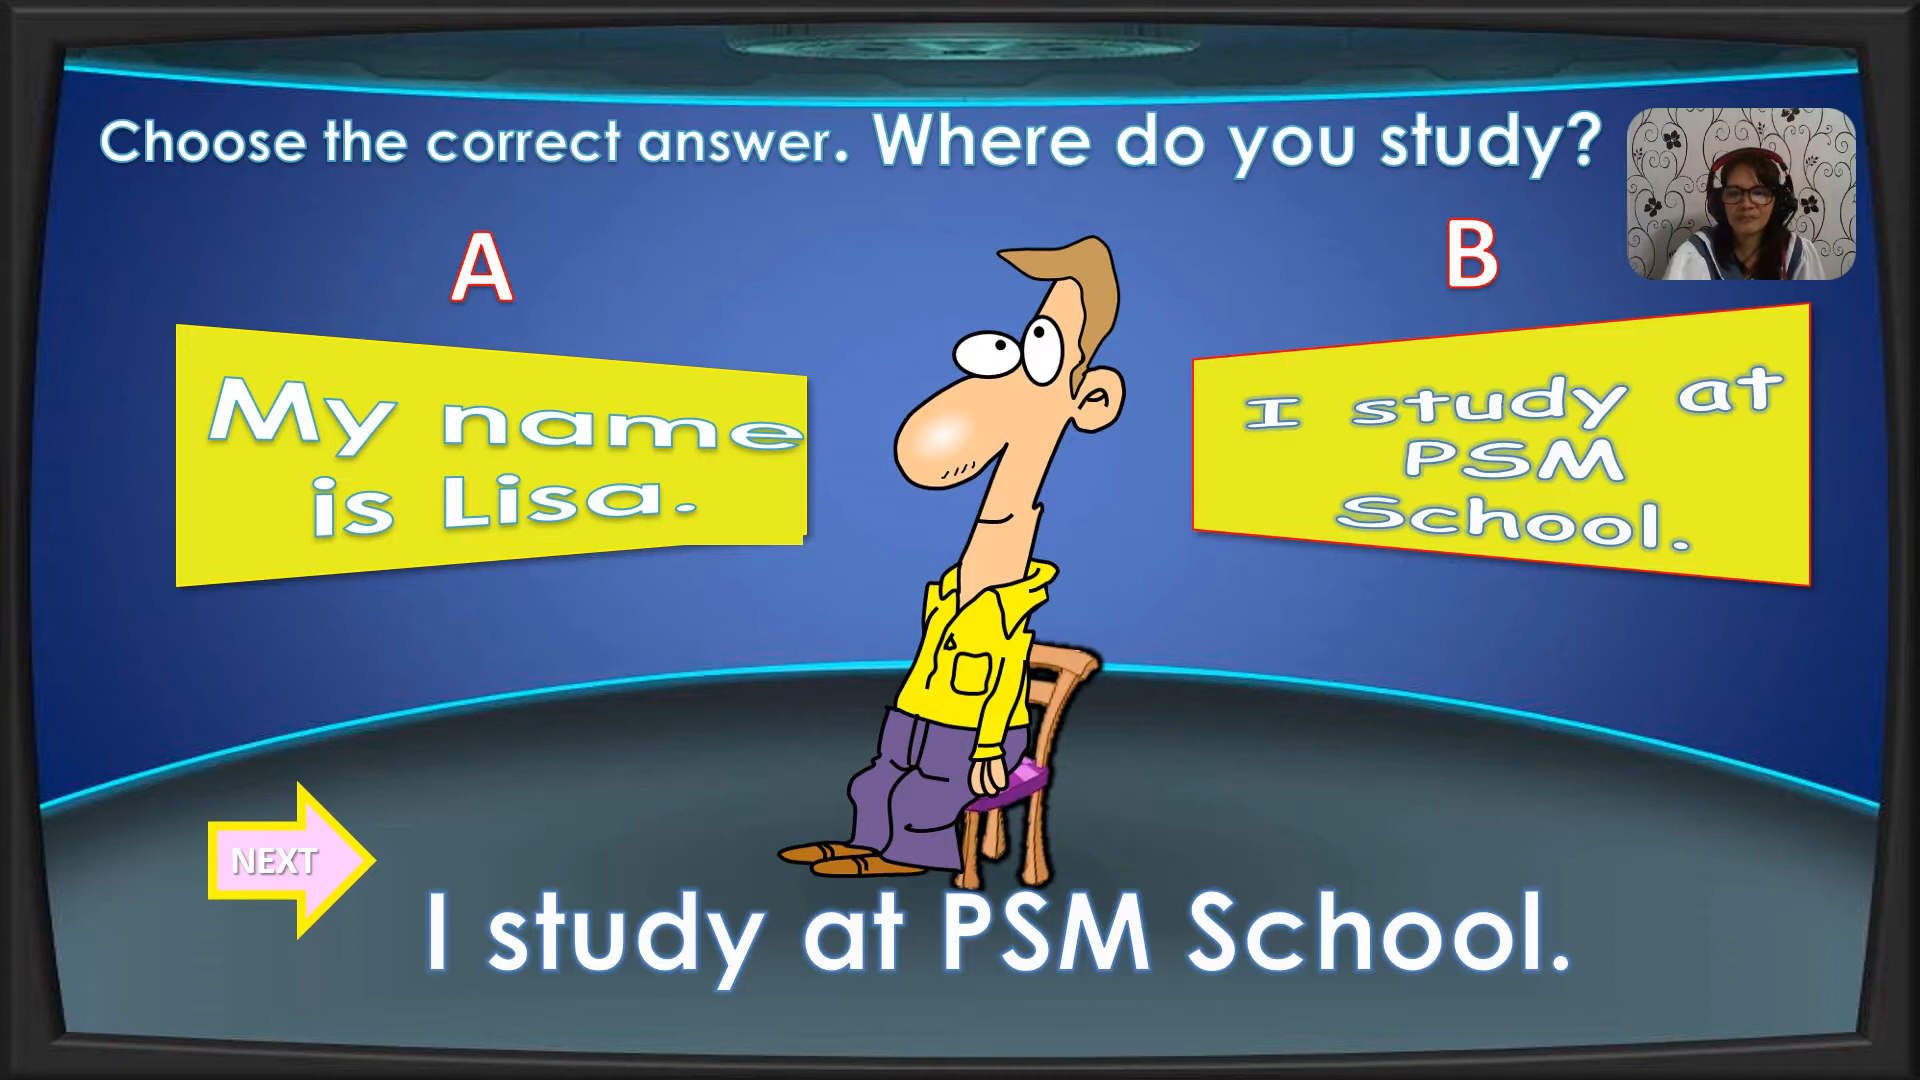 Choose the correct answer. Where do you study?
A
My name
is Lisa.
B
I study at
PSM
School.
NEXT
I study at PSM School.